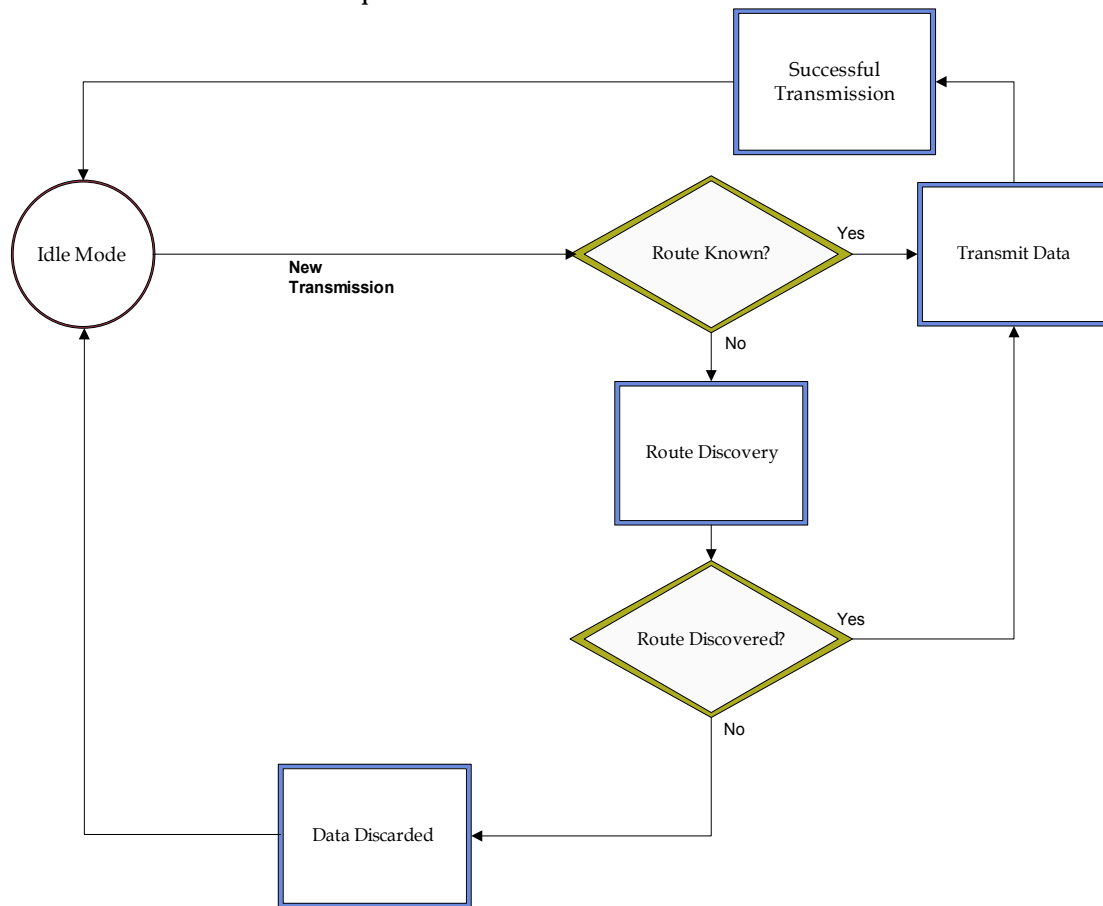 Successful
Transmission
Idle Mode
New
Transmission
Route Known?
Yes
Transmit Data
No
Route Discovery
Route Discovered?
Yes
No
Data Discarded